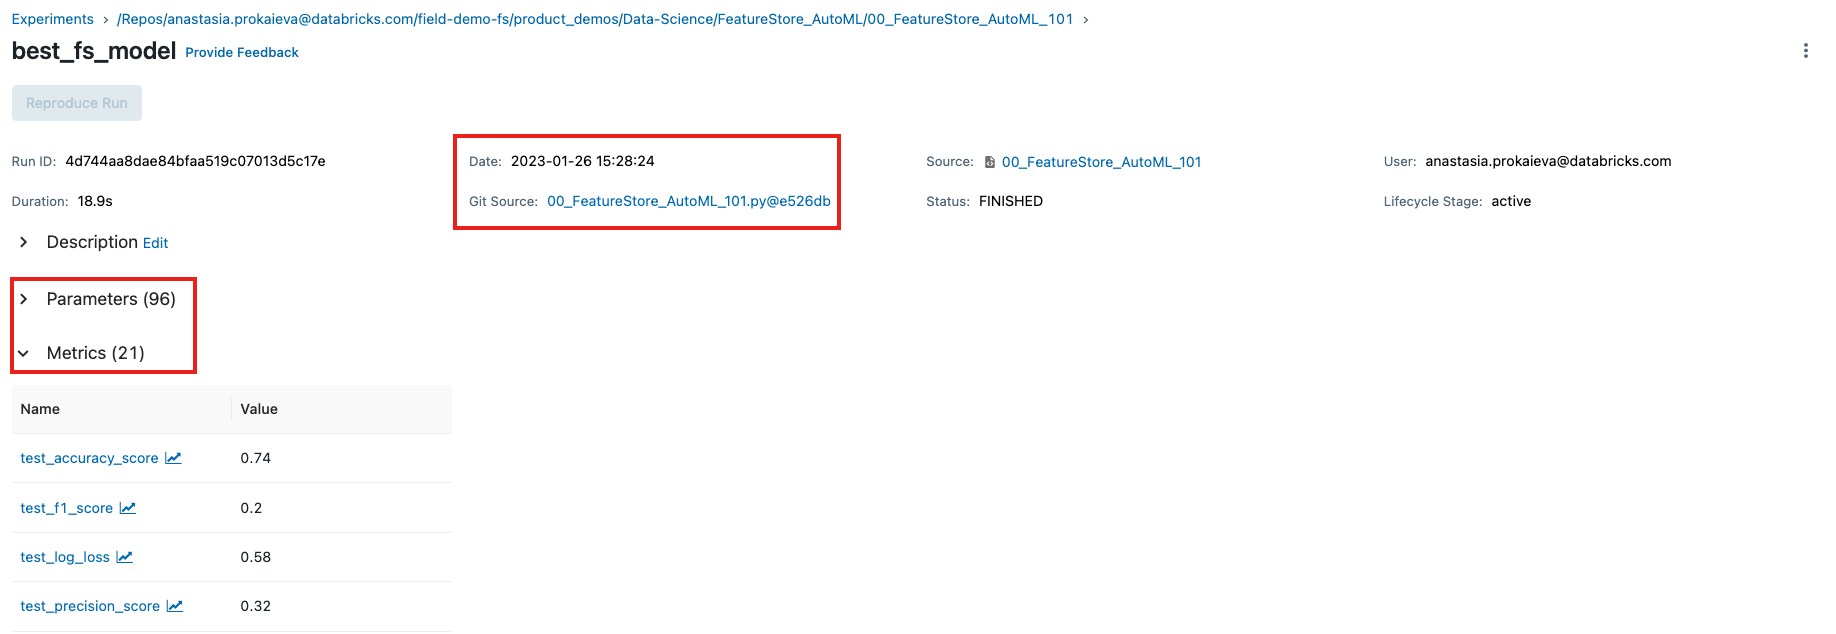 Experiments > /Repos/anastasia.prokaieva@databricks.com/field-demo-fs/product_demos/Data-Science/FeatureStore_AutoML/00_FeatureStore_AutoML_101 >
best_fs_model Provide Feedback
Reproduce Run
Run ID: 4d744aa8dae84bfaa519c07013d5c17e Date: 2023-01-26 15:28:24 Source: 00_FeatureStore_AutoML_101 User: anastasia.prokaieva@databricks.com
Duration: 18.9s Git Source: 00_FeatureStore_AutoML_101.py@e526db Status: FINISHED Lifecycle Stage: active
Description Edit
Parameters (96)
Metrics (21)
Name Value
test_accuracy_score 0.74
test_f1_score 0.2
test_log_loss 0.58
test_precision_score 0.32